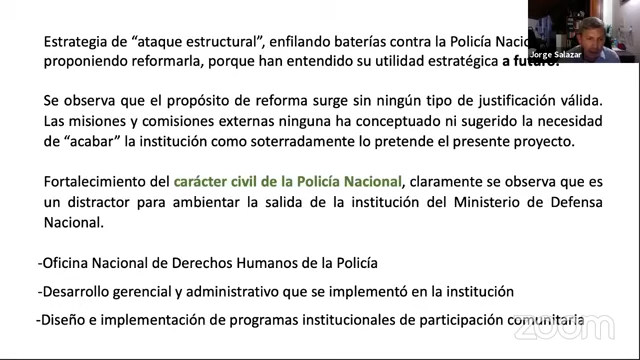 Estrategia de “ataque estructural”, enfilando baterías contra la Policía Nacio
proponiendo reformarla, porque han entendido su utilidad estratégica a futuro.
Jorge Salazar
Se observa que el propósito de reforma surge sin ningún tipo de justificación válida.
Las misiones y comisiones externas ninguna ha conceptuado ni sugerido la necesidad
de “acabar” la institución como soterradamente lo pretende el presente proyecto.
Fortalecimiento del carácter civil de la Policía Nacional, claramente se observa que es
un distractor para ambientar la salida de la institución del Ministerio de Defensa
Nacional.
-Oficina Nacional de Derechos Humanos de la Policía
-Desarrollo gerencial y administrativo que se implementó en la institución
-Diseño e implementación de programas institucionales de participación comunitaria
zoom